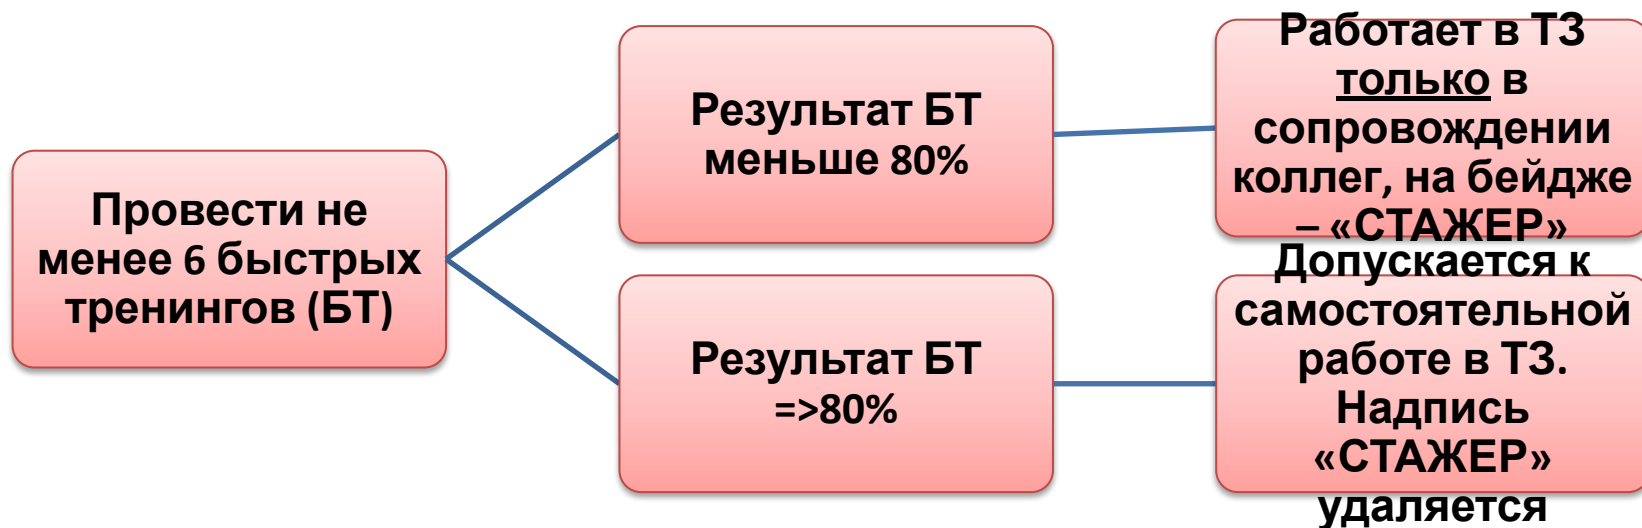 Провести не
менее 6 быстрых
тренингов (БТ)
Результат БТ
меньше 80%
Работает в ТЗ
только в
сопровождении
коллег, на бейдже
– «СТАЖЕР»
Результат БТ
=>80%
Допускается к
самостоятельной
работе в ТЗ.
Надпись
«СТАЖЕР»
удаляется